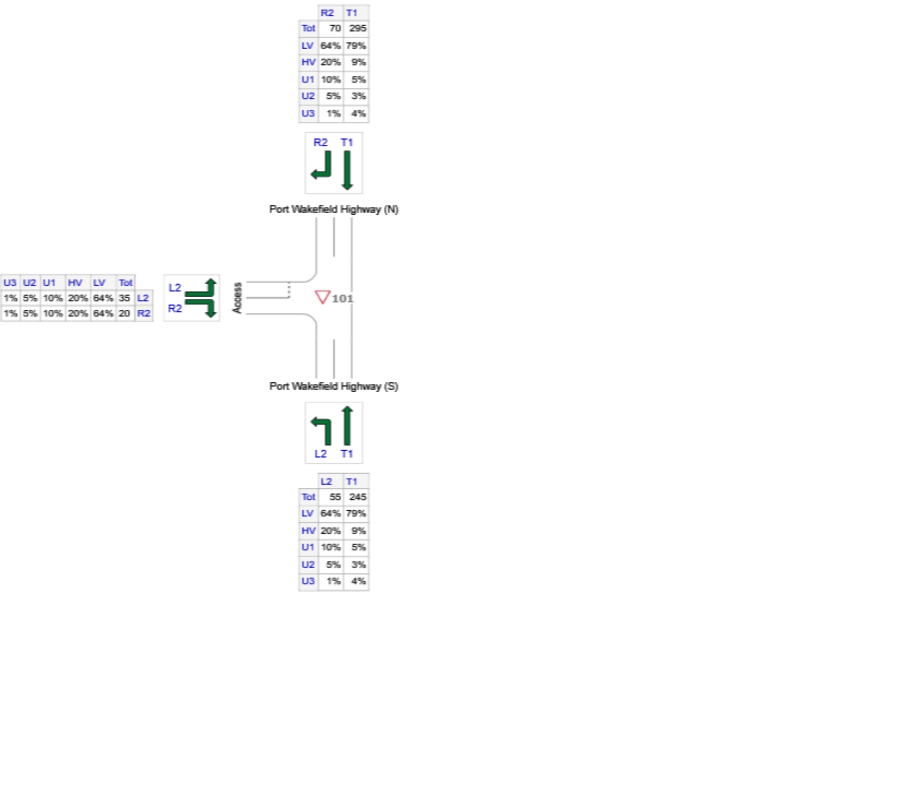 R2 T1
Tot 70 295
LV 64% 79%
HV 20% 9%
U1 10% 5%
U2 5% 3%
U3 1% 4%
R2 T1
Port Wakefield Highway (N)
U3 U2 U1 HV LV Tot
1% 5% 10% 20% 64% 35 L2
1% 5% 10% 20% 64% 20 R2
L2
R2
Access
101
Port Wakefield Highway (S)
L2 T1
L2 T1
Tot 55 245
LV 64% 79%
HV 20% 9%
U1 10% 5%
U2 5% 3%
U3 1% 4%